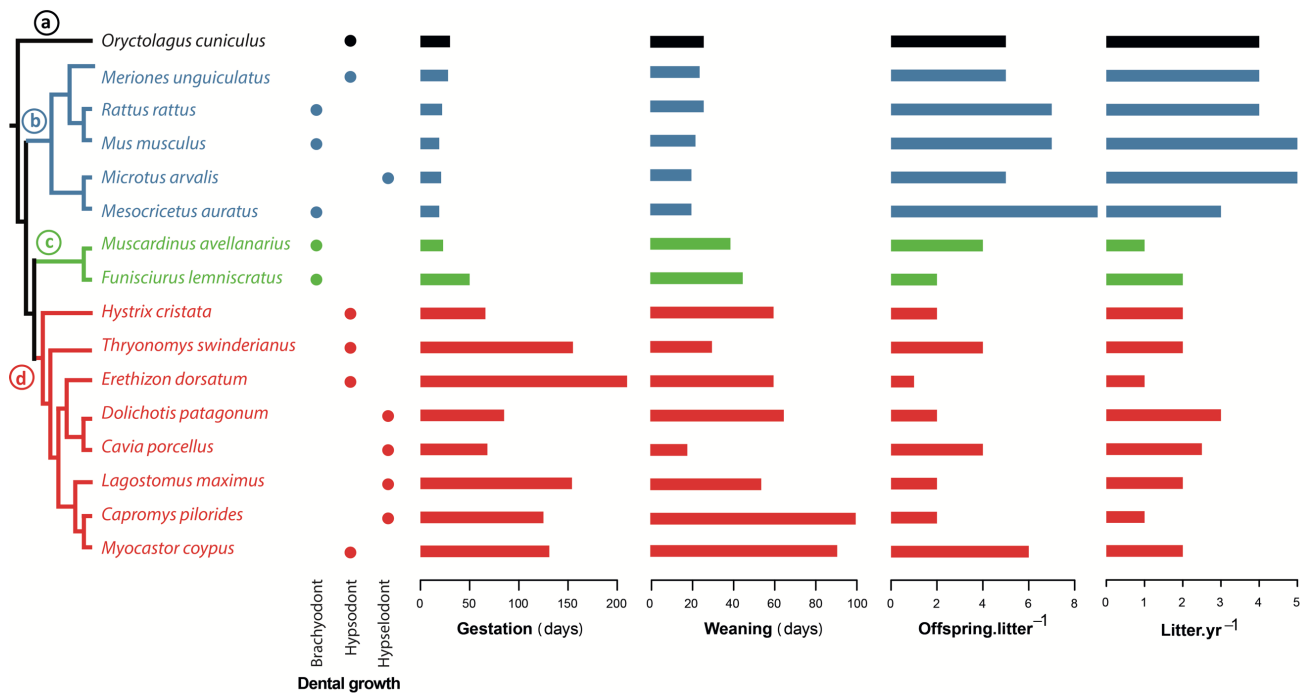 a
Oryctolagus cuniculus
Meriones unguiculatus
Rattus rattus
b
Mus musculus
Microtus arvalis
Mesocricetus auratus
c
Muscardinus avellanarius
Funisciurus lemniscratus
Hystrix cristata
Thryonomys swinderianus
d
Erethizon dorsatum
Dolichotis patagonum
Cavia porcellus
Lagostomus maximus
Capromys pilorides
Myocastor coypus
Brachyodont
Hypsodont
Hypselodont
Dental growth
0 50 100 150 200
Gestation (days)
0 20 40 60 80 100
Weaning (days)
0 2 4 6 8
Offspring.litter⁻¹
0 1 2 3 4 5
Litter.yr⁻¹